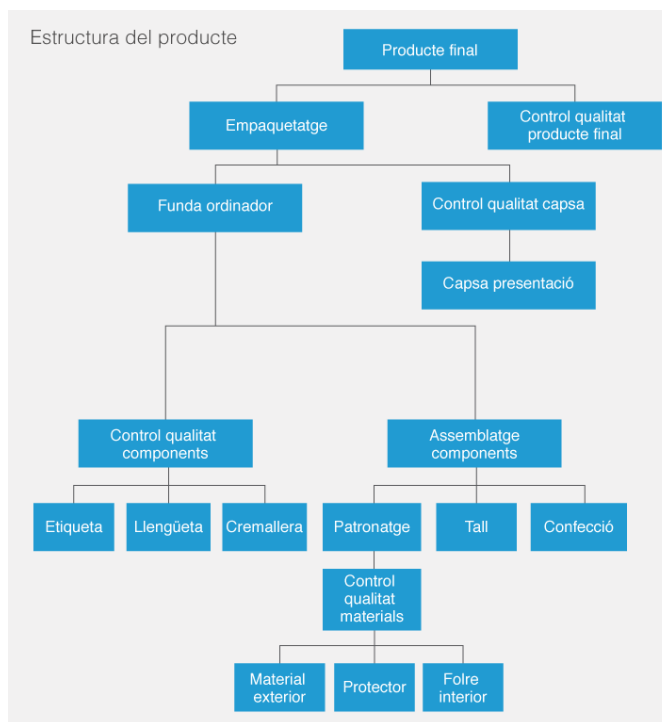 Estructura del producte
Producte final
Empaquetatge
Control qualitat
producte final
Funda ordinador
Control qualitat capsa
Capsa presentació
Control qualitat
components
Assemblatge
components
Etiqueta
Llengüeta
Cremallera
Patronatge
Tall
Confecció
Control
qualitat
materials
Material
exterior
Protector
Folre
interior